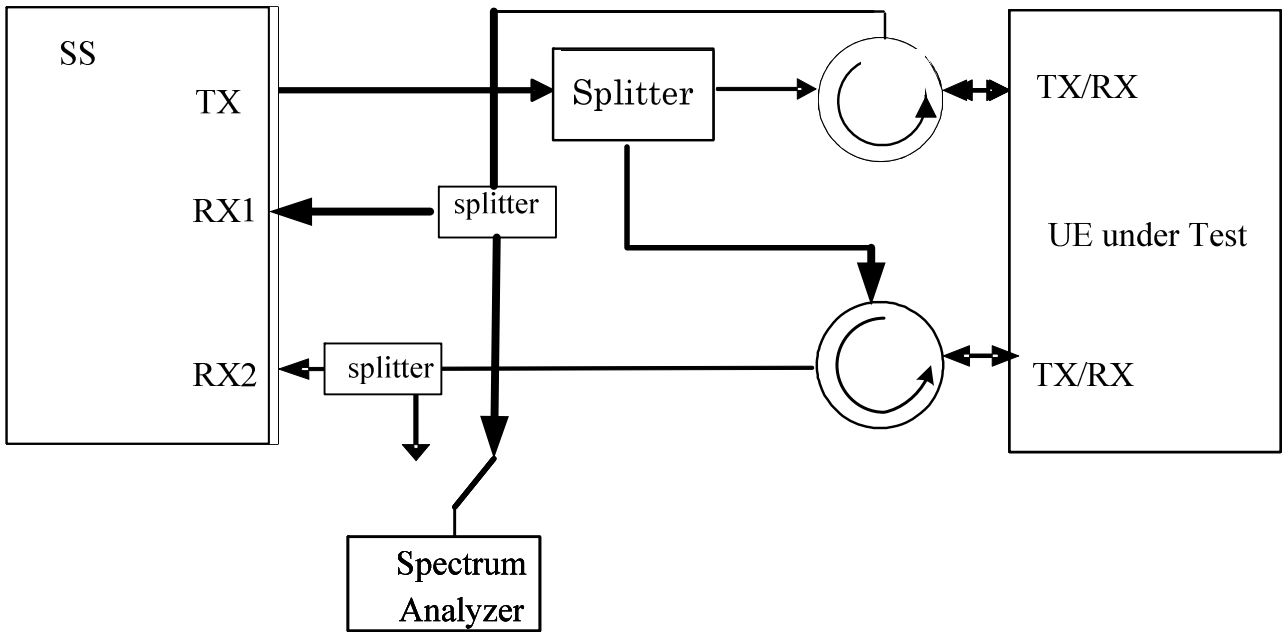 SS
TX
Splitter
TX/RX
RX1
splitter
UE under Test
RX2
splitter
TX/RX
Spectrum
Analyzer